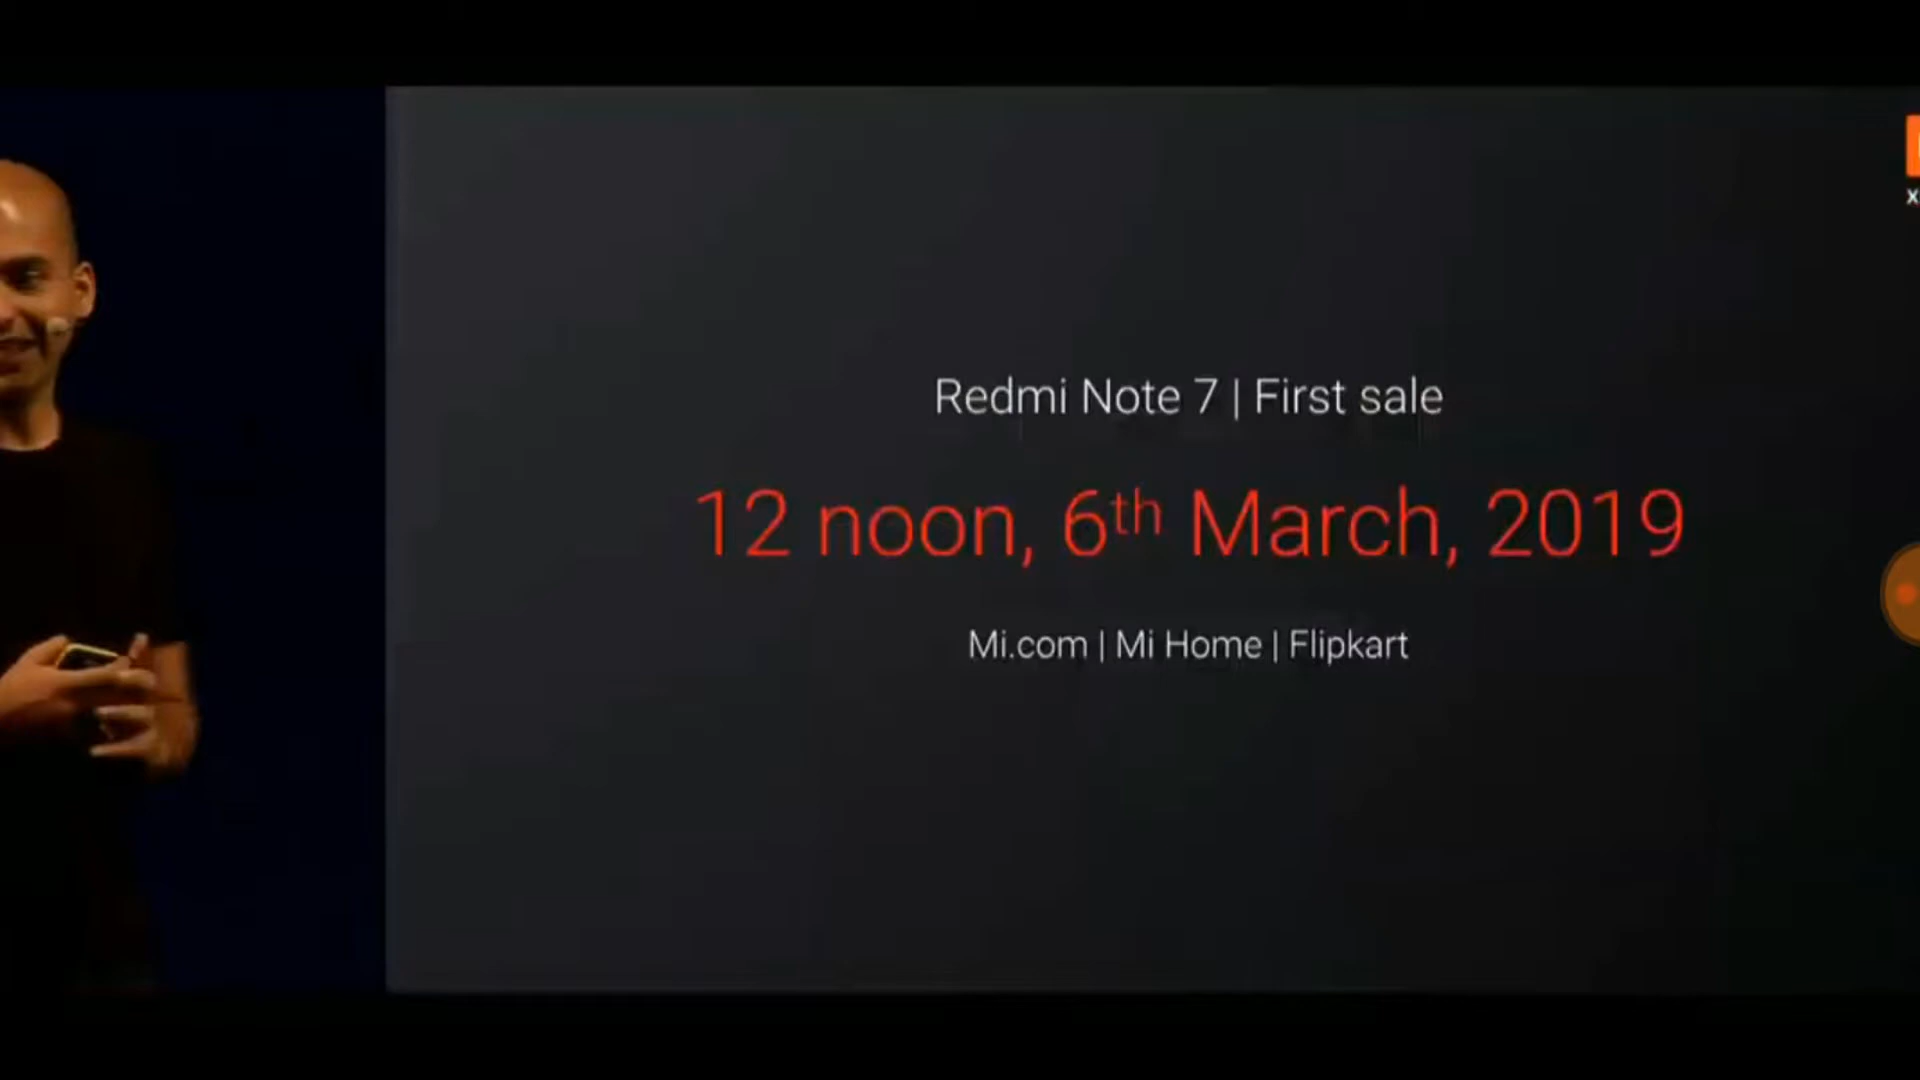 Redmi Note 7 | First sale
12 noon, 6th March, 2019
Mi.com | Mi Home | Flipkart